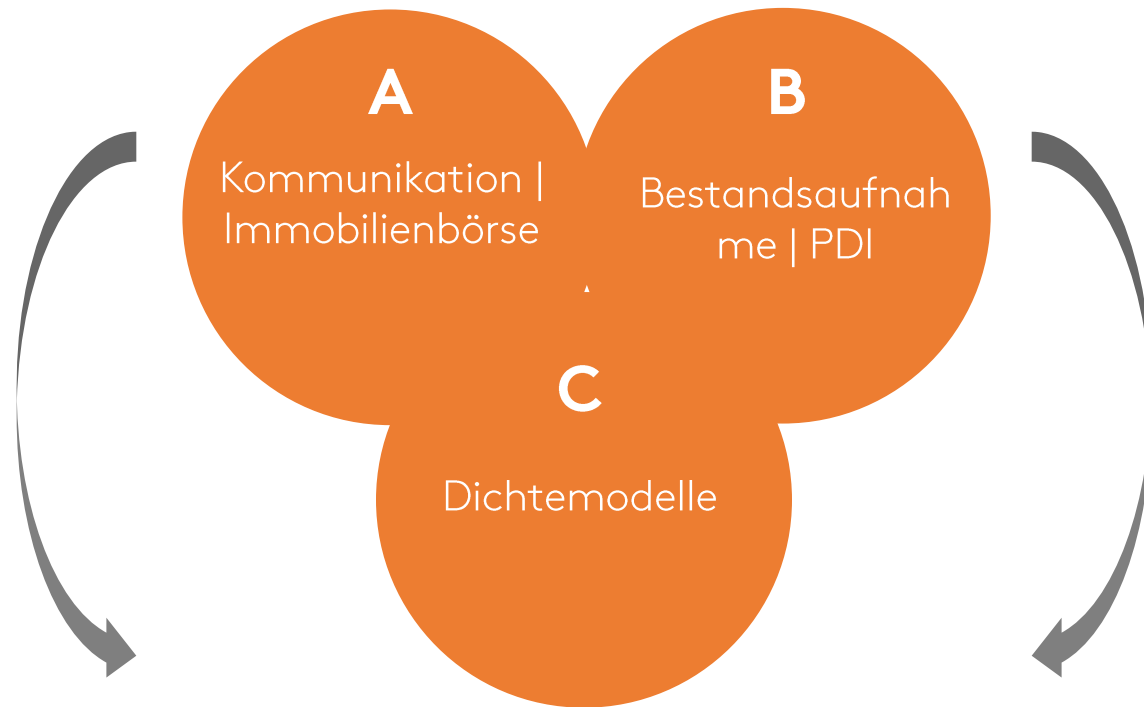 A
Kommunikation |
Immobilienbörse
B
Bestandsaufnah
me | PDI
C
Dichtemodelle